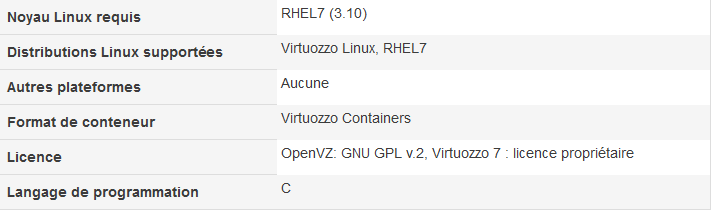 Noyau Linux requis RHEL7 (3.10)
Distributions Linux supportées Virtuozzo Linux, RHEL7
Autres plateformes Aucune
Format de conteneur Virtuozzo Containers
Licence OpenVZ: GNU GPL v.2, Virtuozzo 7 : licence propriétaire
Langage de programmation C